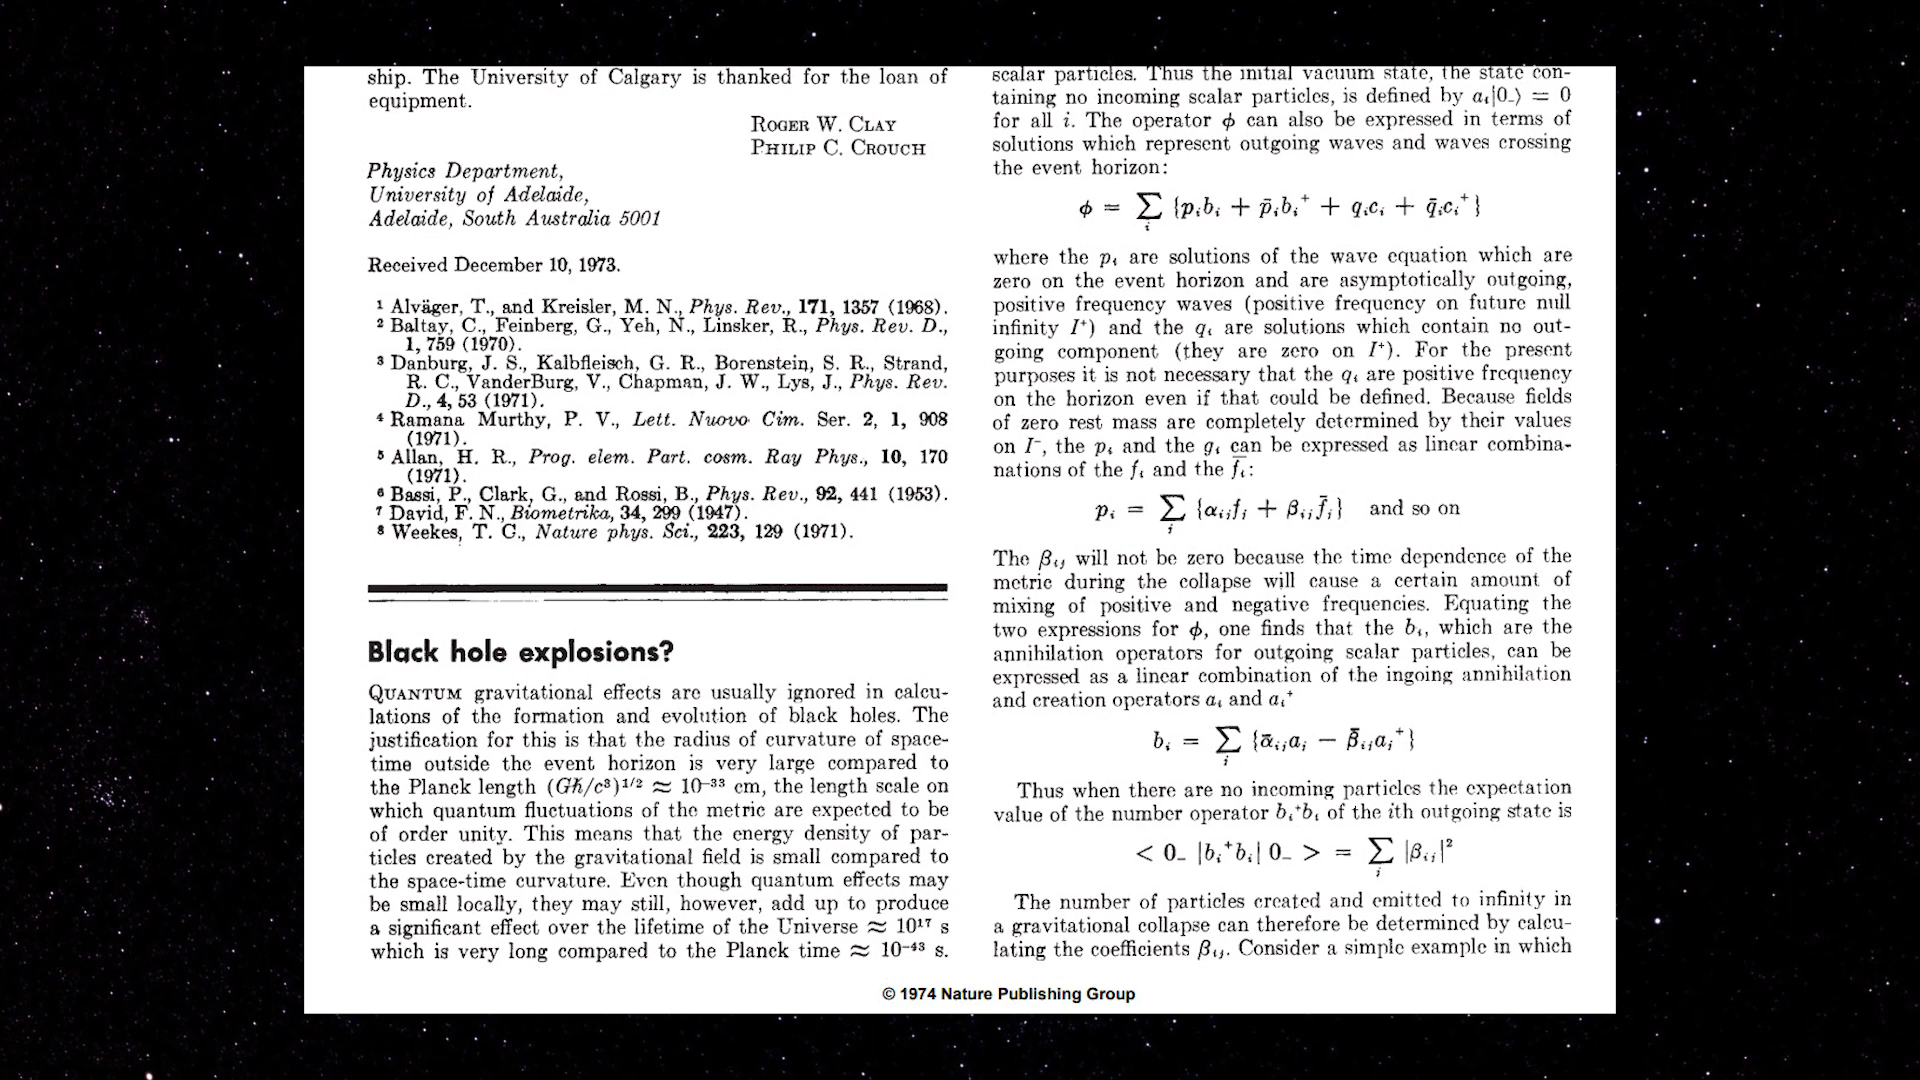 ship. The University of Calgary is thanked for the loan of
equipment.
ROGER W. CLAY
PHILIP C. CROUCH
Physics Department,
University of Adelaide,
Adelaide, South Australia 5001
Received December 10, 1973.
¹ Alväger, T., and Kreisler, M. N., Phys. Rev., 171, 1357 (1968).
² Baltay, C., Feinberg, G., Yeh, N., Linsker, R., Phys. Rev. D.,
1, 759 (1970).
³ Danburg, J. S., Kalbfleisch, G. R., Borenstein, S. R., Strand,
R. C., VanderBurg, V., Chapman, J. W., Lys, J., Phys. Rev.
D., 4, 53 (1971).
⁴ Ramana Murthy, P. V., Lett. Nuovo Cim. Ser. 2, 1, 908
(1971).
⁵ Allan, H. R., Prog. elem. Part. cosm. Ray Phys., 10, 170
(1971).
⁶ Bassi, P., Clark, G., and Rossi, B., Phys. Rev., 92, 441 (1953).
⁷ David, F. N., Biometrika, 34, 299 (1947).
⁸ Weekes, T. C., Nature phys. Sci., 223, 129 (1971).
Black hole explosions?
QUANTUM gravitational effects are usually ignored in calcu-
lations of the formation and evolution of black holes. The
justification for this is that the radius of curvature of space-
time outside the event horizon is very large compared to
the Planck length (Għ/c³)¹/² ≈ 10⁻³³ cm, the length scale on
which quantum fluctuations of the metric are expected to be
of order unity. This means that the energy density of par-
ticles created by the gravitational field is small compared to
the space-time curvature. Even though quantum effects may
be small locally, they may still, however, add up to produce
a significant effect over the lifetime of the Universe ≈ 10¹⁷ s
which is very long compared to the Planck time ≈ 10⁻⁴³ s.
scalar particles. Thus the initial vacuum state, the state con-
taining no incoming scalar particles, is defined by aᵢ|0₋⟩ = 0
for all i. The operator ϕ can also be expressed in terms of
solutions which represent outgoing waves and waves crossing
the event horizon:
ϕ = ∑ᵢ {pᵢbᵢ + p̄ᵢbᵢ⁺ + qᵢcᵢ + q̄ᵢcᵢ⁺}
where the pᵢ are solutions of the wave equation which are
zero on the event horizon and are asymptotically outgoing,
positive frequency waves (positive frequency on future null
infinity I⁺) and the qᵢ are solutions which contain no out-
going component (they are zero on I⁺). For the present
purposes it is not necessary that the qᵢ are positive frequency
on the horizon even if that could be defined. Because fields
of zero rest mass are completely determined by their values
on I⁻, the pᵢ and the gᵢ can be expressed as linear combina-
nations of the fᵢ and the f̄ᵢ:
pᵢ = ∑ⱼ {αᵢⱼfⱼ + βᵢⱼf̄ⱼ} and so on
The βᵢⱼ will not be zero because the time dependence of the
metric during the collapse will cause a certain amount of
mixing of positive and negative frequencies. Equating the
two expressions for ϕ, one finds that the bᵢ, which are the
annihilation operators for outgoing scalar particles, can be
expressed as a linear combination of the ingoing annihilation
and creation operators aᵢ and aᵢ⁺
bᵢ = ∑ⱼ {ᾱᵢⱼaⱼ − β̄ᵢⱼaⱼ⁺}
Thus when there are no incoming particles the expectation
value of the number operator bᵢ⁺bᵢ of the ith outgoing state is
< 0₋ |bᵢ⁺bᵢ| 0₋ > = ∑ⱼ |βᵢⱼ|²
The number of particles created and emitted to infinity in
a gravitational collapse can therefore be determined by calcu-
lating the coefficients βᵢⱼ. Consider a simple example in which
© 1974 Nature Publishing Group